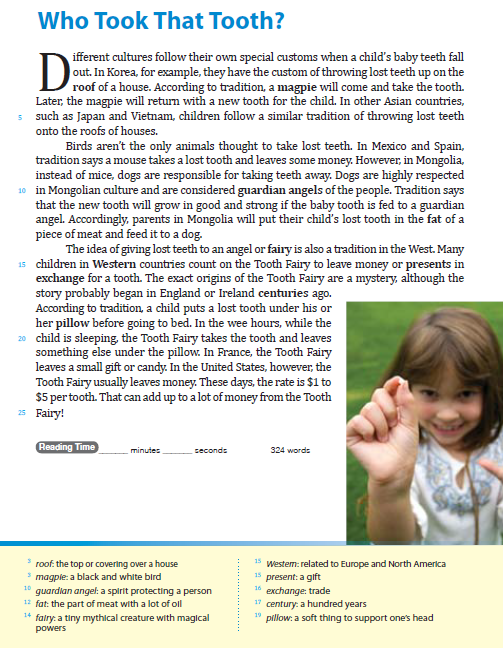 Who Took That Tooth?
Different cultures follow their own special customs when a child's baby teeth fall
out. In Korea, for example, they have the custom of throwing lost teeth up on the
roof of a house. According to tradition, a magpie will come and take the tooth.
Later, the magpie will return with a new tooth for the child. In other Asian countries,
5 such as Japan and Vietnam, children follow a similar tradition of throwing lost teeth
onto the roofs of houses.
Birds aren't the only animals thought to take lost teeth. In Mexico and Spain,
tradition says a mouse takes a lost tooth and leaves some money. However, in Mongolia,
instead of mice, dogs are responsible for taking teeth away. Dogs are highly respected
10 in Mongolian culture and are considered guardian angels of the people. Tradition says
that the new tooth will grow in good and strong if the baby tooth is fed to a guardian
angel. Accordingly, parents in Mongolia will put their child's lost tooth in the fat of a
piece of meat and feed it to a dog.
The idea of giving lost teeth to an angel or fairy is also a tradition in the West. Many
15 children in Western countries count on the Tooth Fairy to leave money or presents in
exchange for a tooth. The exact origins of the Tooth Fairy are a mystery, although the
story probably began in England or Ireland centuries ago.
According to tradition, a child puts a lost tooth under his or
her pillow before going to bed. In the wee hours, while the
20 child is sleeping, the Tooth Fairy takes the tooth and leaves
something else under the pillow. In France, the Tooth Fairy
leaves a small gift or candy. In the United States, however, the
Tooth Fairy usually leaves money. These days, the rate is $1 to
$5 per tooth. That can add up to a lot of money from the Tooth
25 Fairy!
Reading Time ______ minutes ______ seconds 324 words
3 roof: the top or covering over a house
3 magpie: a black and white bird
10 guardian angel: a spirit protecting a person
12 fat: the part of meat with a lot of oil
14 fairy: a tiny mythical creature with magical
powers
15 Western: related to Europe and North America
15 present: a gift
16 exchange: trade
17 century: a hundred years
19 pillow: a soft thing to support one's head